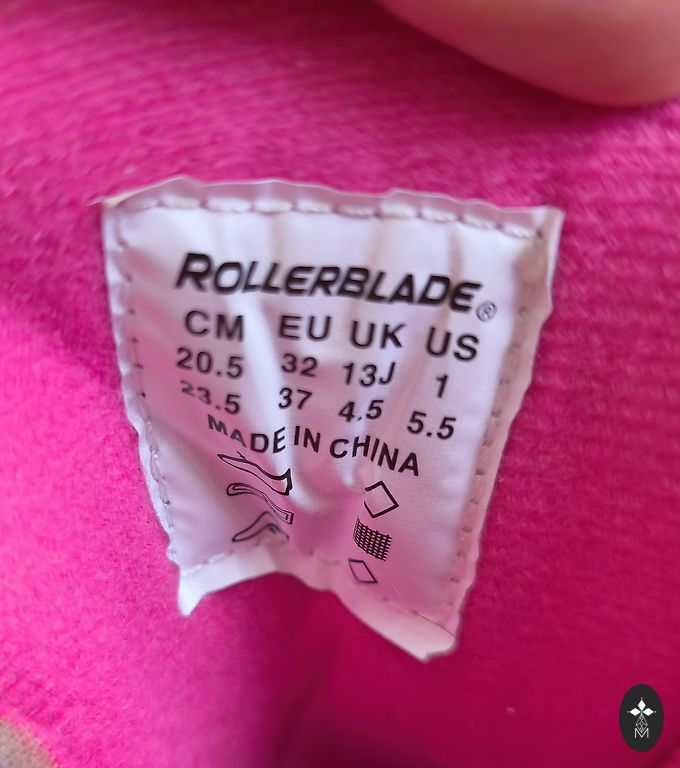 ROLLERBLADE®
CM EU UK US
20.5 32 13J 1
23.5 37 4.5 5.5
MADE IN CHINA
M